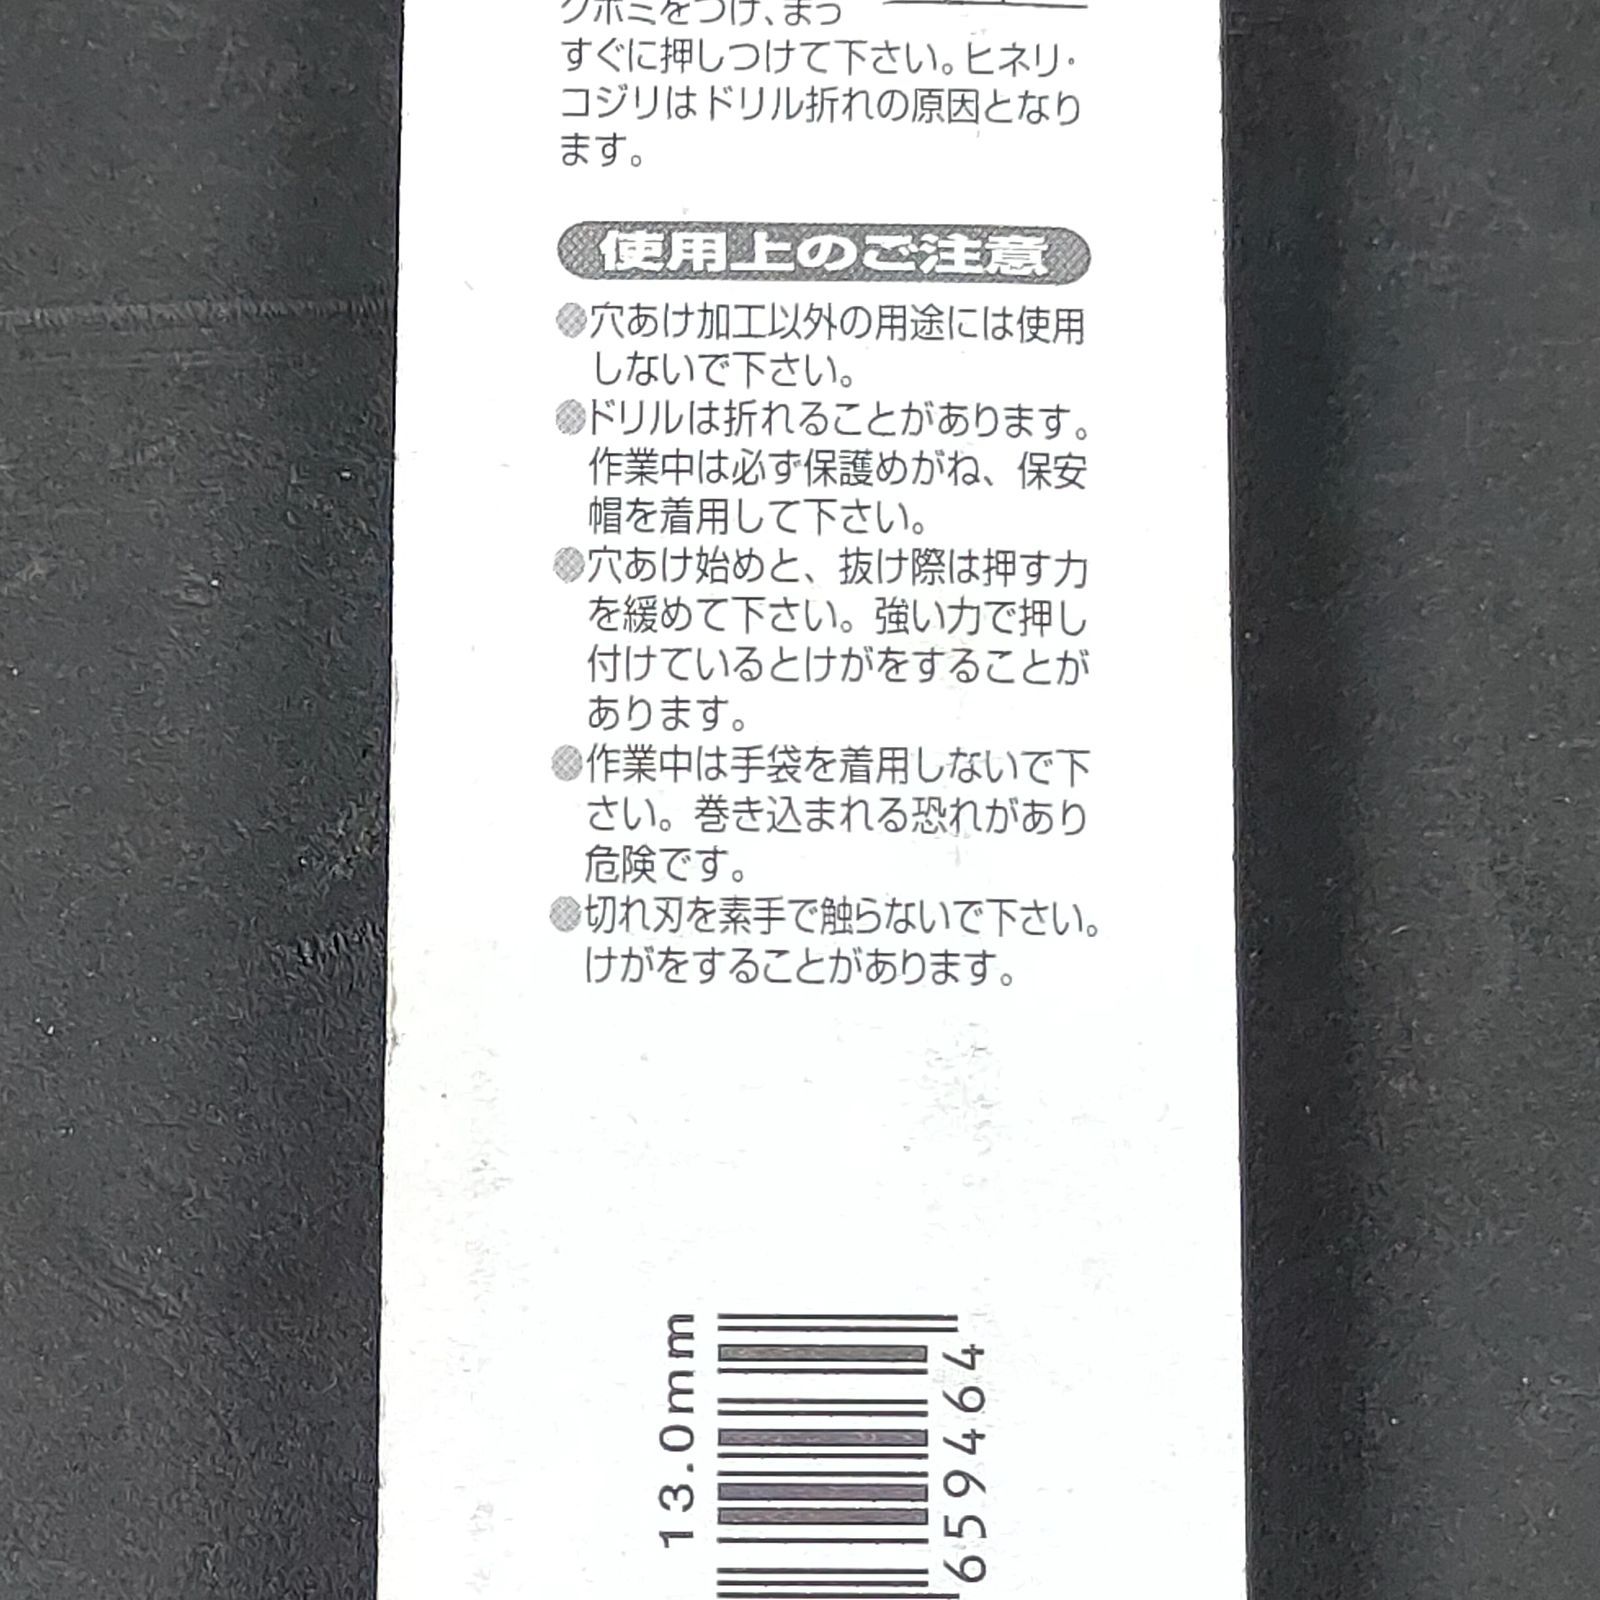 クボミをつけ、まっ
すぐに押しつけて下さい。ヒネリ・
コジリはドリル折れの原因となり
ます。
使用上のご注意
●穴あけ加工以外の用途には使用
しないで下さい。
●ドリルは折れることがあります。
作業中は必ず保護めがね、保安
帽を着用して下さい。
●穴あけ始めと、抜け際は押す力
を緩めて下さい。強い力で押し
付けているとけがをすることが
あります。
●作業中は手袋を着用しないで下
さい。巻き込まれる恐れがあり
危険です。
●切れ刃を素手で触らないで下さい。
けがをすることがあります。
13.0mm
659464